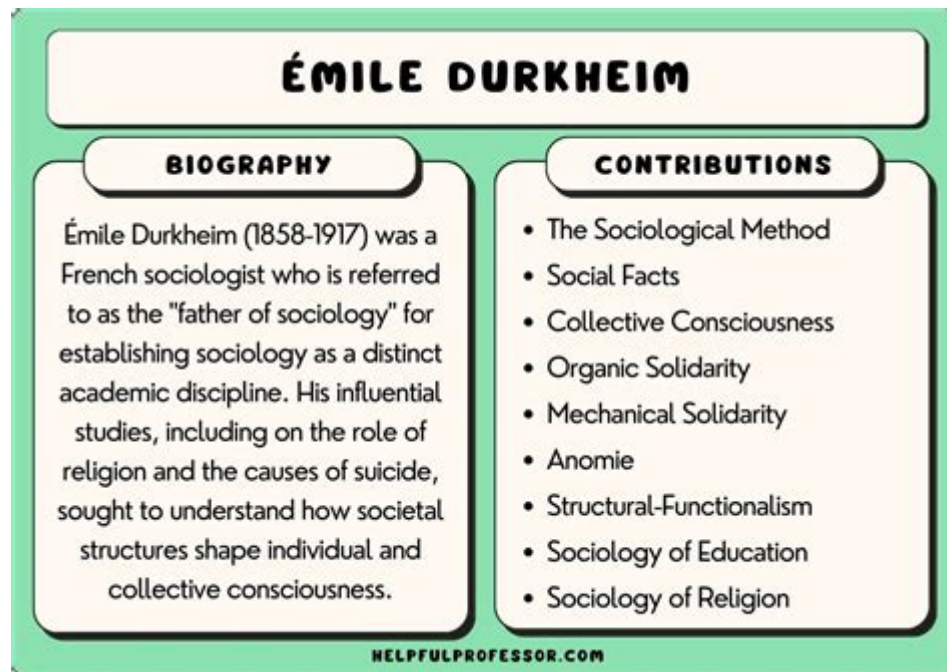 ÉMILE DURKHEIM
BIOGRAPHY
Émile Durkheim (1858-1917) was a
French sociologist who is referred
to as the "father of sociology" for
establishing sociology as a distinct
academic discipline. His influential
studies, including on the role of
religion and the causes of suicide,
sought to understand how societal
structures shape individual and
collective consciousness.
CONTRIBUTIONS
• The Sociological Method
• Social Facts
• Collective Consciousness
• Organic Solidarity
• Mechanical Solidarity
• Anomie
• Structural-Functionalism
• Sociology of Education
• Sociology of Religion
HELPFULPROFESSOR.COM